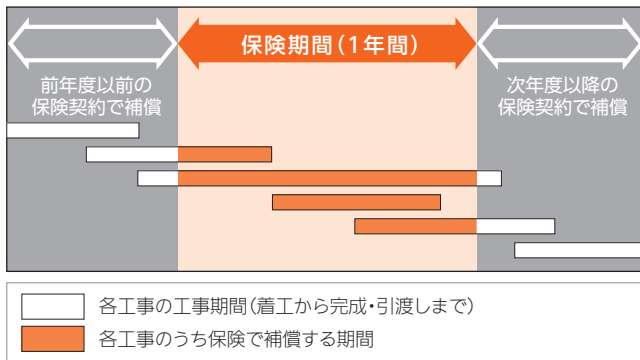 保険期間(1年間)
前年度以前の
保険契約で補償
次年度以降の
保険契約で補償
各工事の工事期間(着工から完成・引渡しまで)
各工事のうち保険で補償する期間